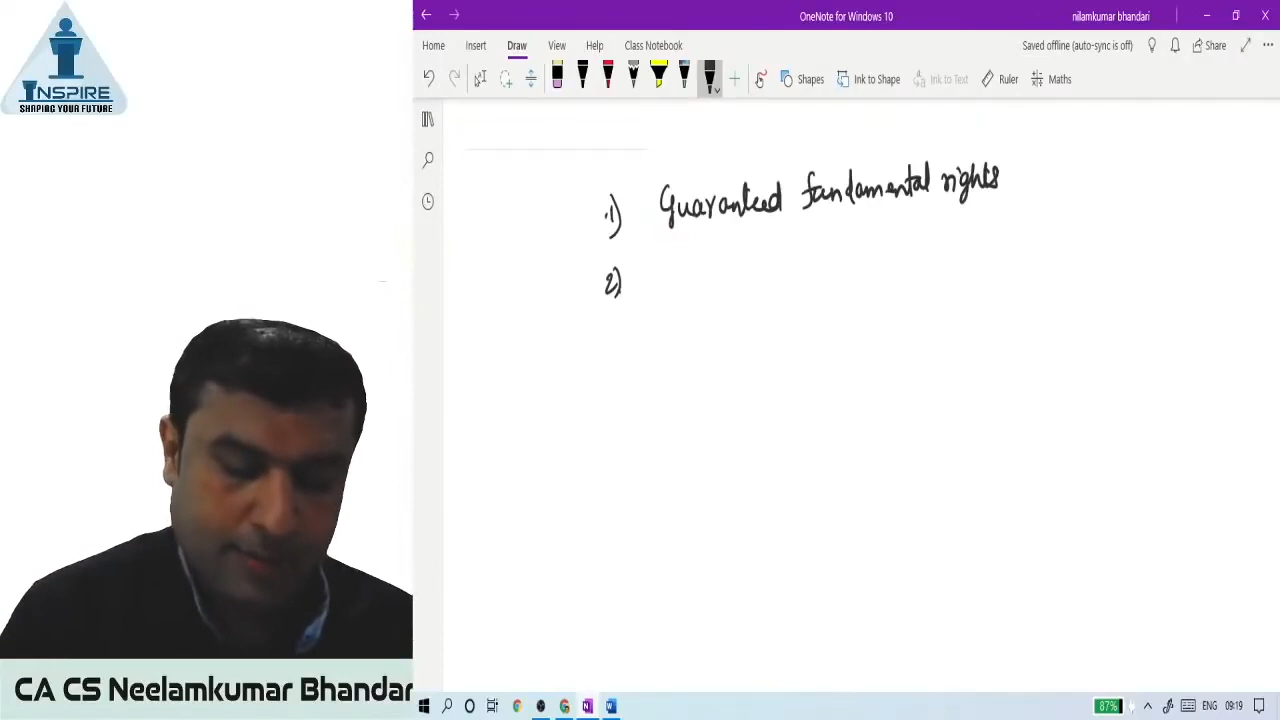 INSPIRE
SHAPING YOUR FUTURE
OneNote for Windows 10
nilamkumar bhandari
Home Insert Draw View Help Class Notebook
Saved offline (auto-sync is off)
Share
Shapes
Ink to Shape
Ink to Text
Ruler
Maths
1) Guaranteed fundamental rights
2)
CA CS Neelamkumar Bhandar
87%
ENG
09:19